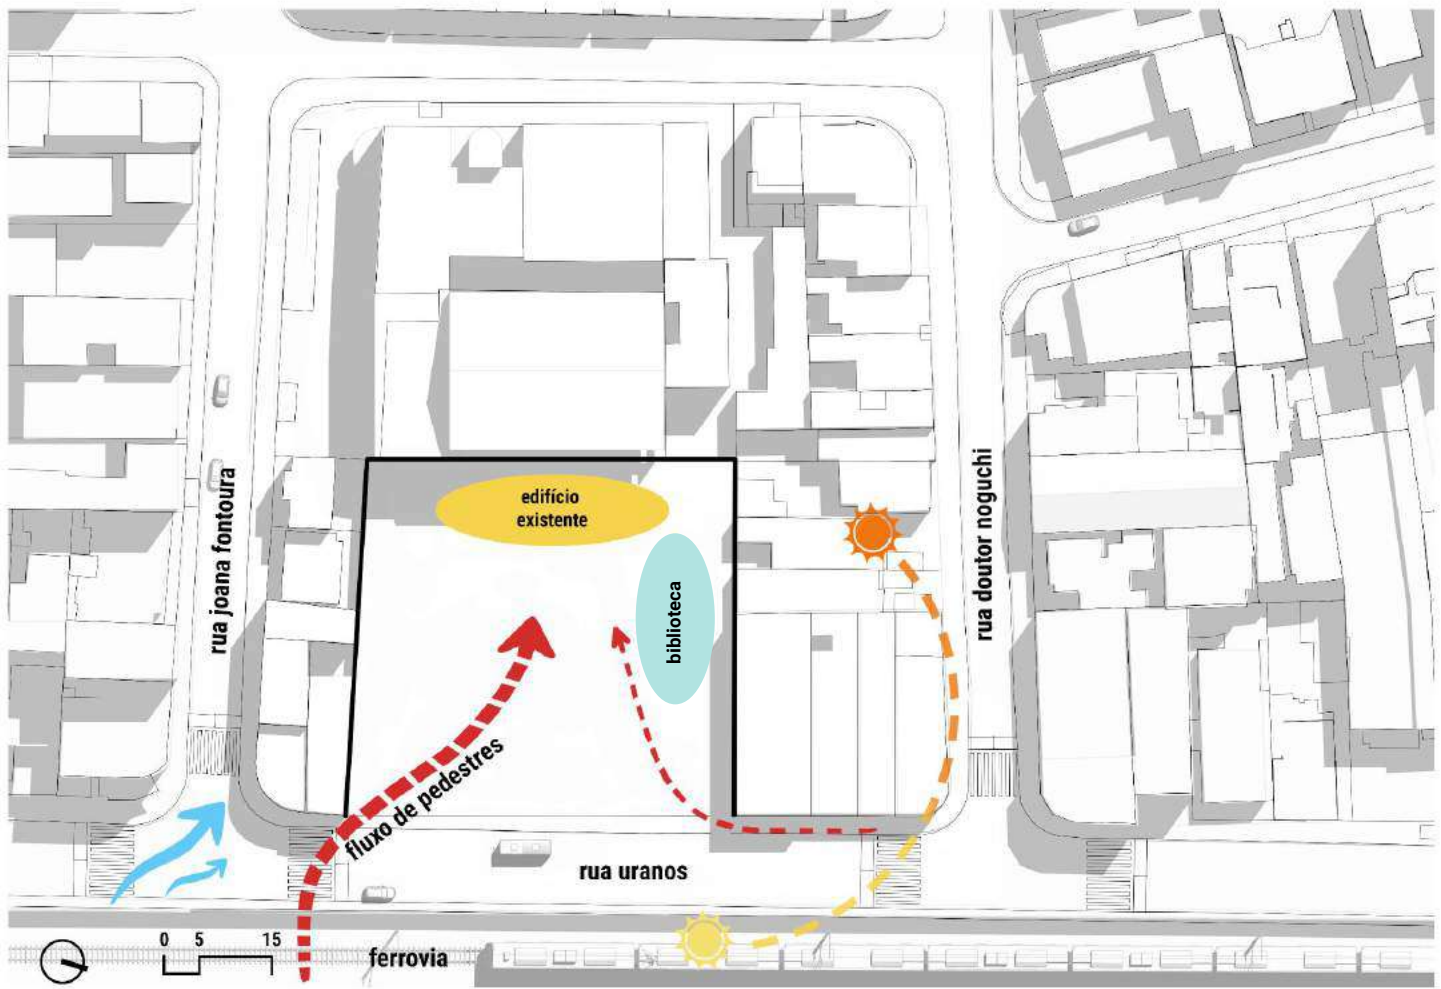 edifício
existente
biblioteca
rua joana fontoura
rua doutor noguchi
fluxo de pedestres
rua uranos
0 5 15
ferrovia